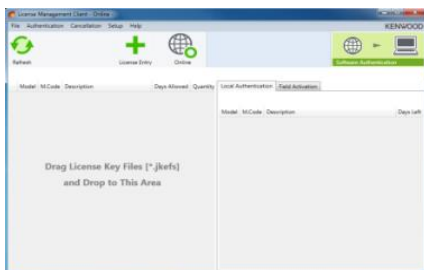 License Management Client - Online
File Authentication Cancellation Setup Help
KENWOOD
Refresh
License Entry
Online
Software Authentication
Model M.Code Description Days Allowed Quantity
Local Authentication Field Activation
Model M.Code Description Days Left
Drag License Key Files (*.jkefs)
and Drop to This Area